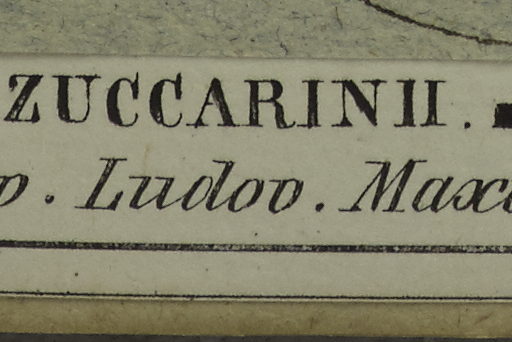 ZUCCARINII.
. Ludov. Max